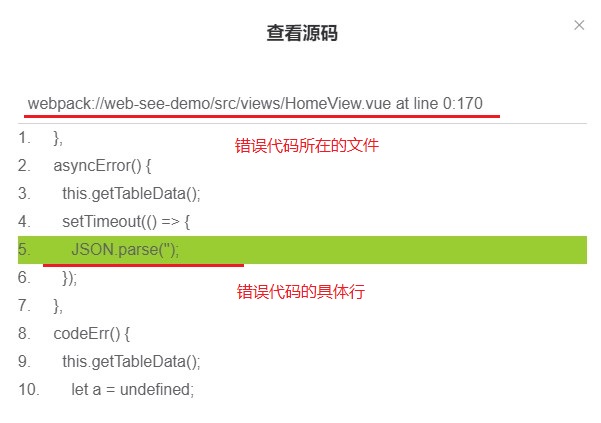 查看源码
×
webpack://web-see-demo/src/views/HomeView.vue at line 0:170
错误代码所在的文件
1. },
2. asyncError() {
3. this.getTableData();
4. setTimeout(() => {
5. JSON.parse('');
6. });
错误代码的具体行
7. },
8. codeErr() {
9. this.getTableData();
10. let a = undefined;